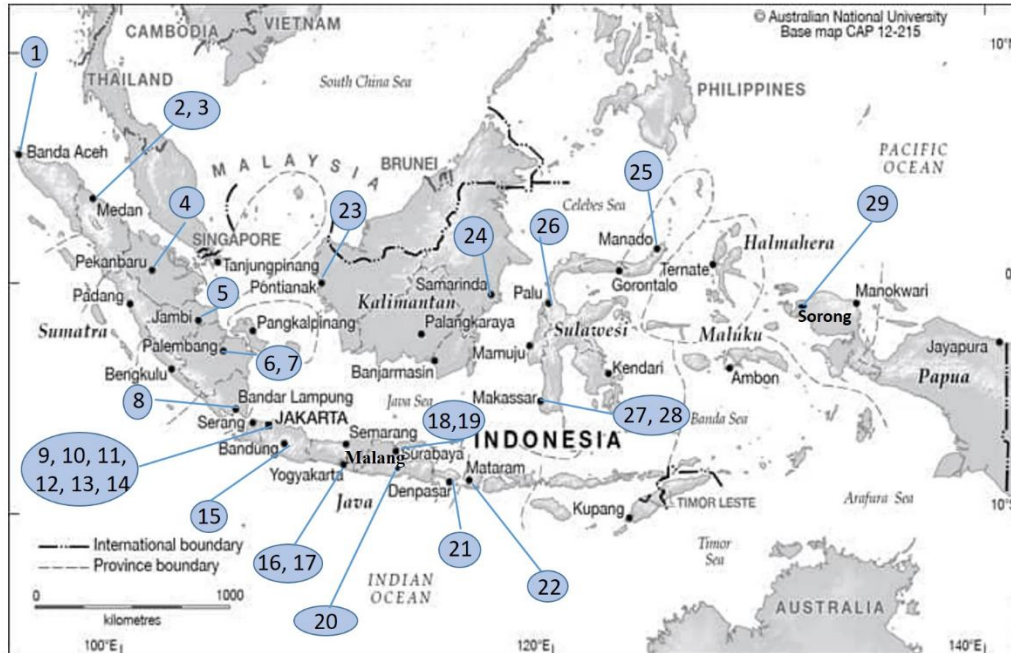 © Australian National University
Base map CAP 12-215
CAMBODIA
VIETNAM
10°N
1
THAILAND
South China Sea
PHILIPPINES
2, 3
PACIFIC
OCEAN
Banda Aceh
MALAYSIA
BRUNEI
4
23
25
29
Medan
Celebes Sea
24
26
SINGAPORE
Manado
Halmahera
Pekanbaru
Tanjungpinang
Ternate
5
Pontianak
Samarinda
Palu
Gorontalo
Manokwari
Padang
Kalimantan
Sorong
Sumatra
Jambi
Pangkalpinang
Palangkaraya
Sulawesi
Maluku
Palembang
6, 7
Mamuju
Jayapura
Bengkulu
Banjarmasin
Kendari
Ambon
Papua
8
Bandar Lampung
Java Sea
Makassar
27, 28
Banda Sea
Serang
JAKARTA
18,19
INDONESIA
9, 10, 11,
12, 13, 14
Bandung
Semarang
Malang
Surabaya
Yogyakarta
Mataram
Java
Denpasar
Kupang
TIMOR LESTE
Arafura Sea
10°S
15
21
International boundary
Province boundary
16, 17
22
Timor
Sea
INDIAN
OCEAN
0
1000
kilometres
20
AUSTRALIA
100°E
120°E
140°E